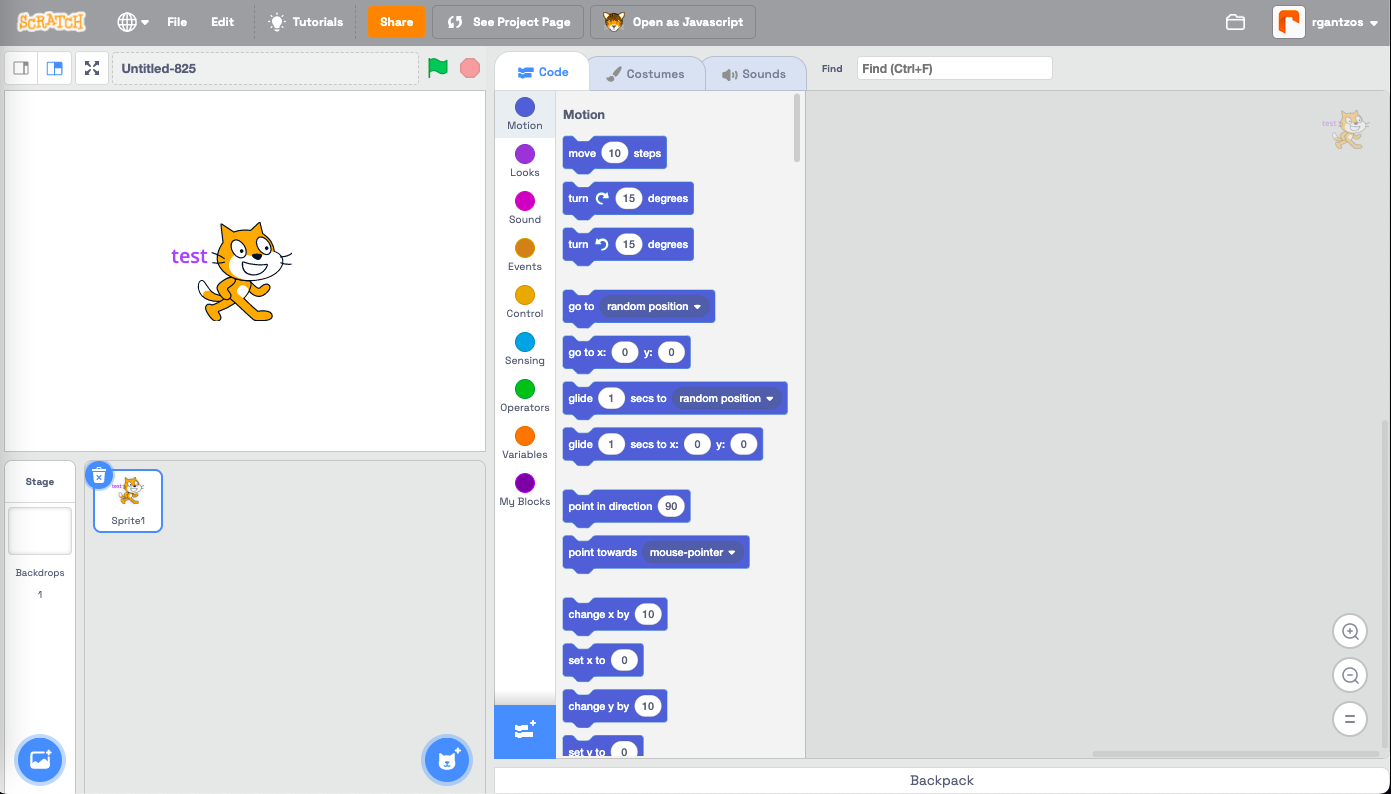 SCRATCH
File
Edit
Tutorials
Share
See Project Page
Open as Javascript
rgantzos
Untitled-825
Code
Costumes
Sounds
Find
Find (Ctrl+F)
test
Motion
Looks
Sound
Events
Control
Sensing
Operators
Variables
My Blocks
Motion
move 10 steps
turn 15 degrees
turn 15 degrees
go to random position
go to x: 0 y: 0
glide 1 secs to random position
glide 1 secs to x: 0 y: 0
point in direction 90
point towards mouse-pointer
change x by 10
set x to 0
change y by 10
set y to 0
test
Stage
Backdrops
1
test
Sprite1
Backpack